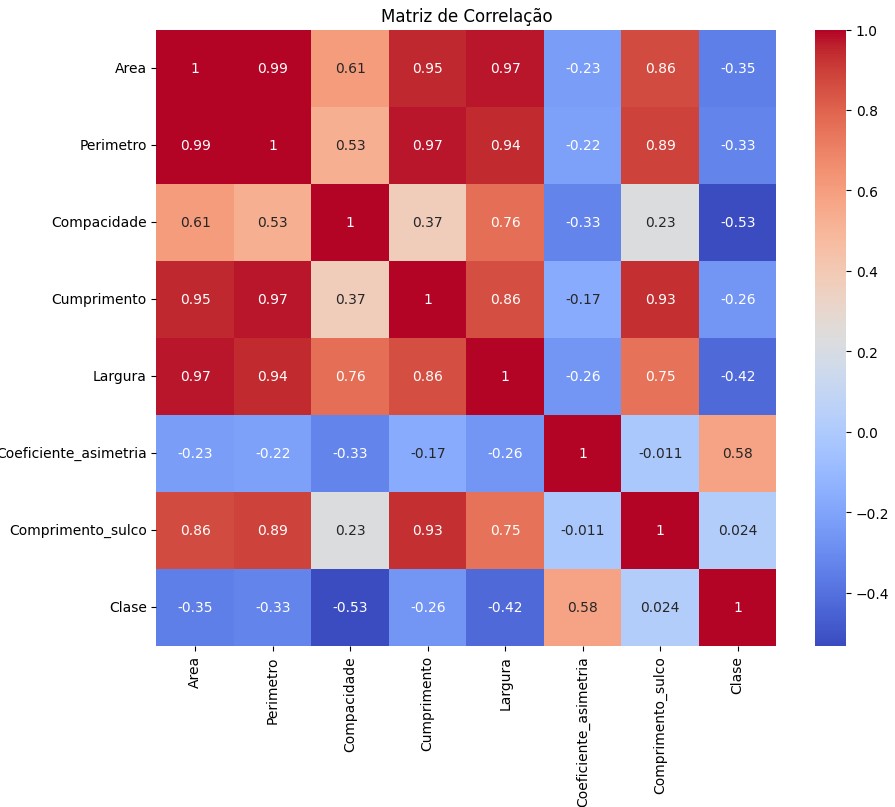 Matriz de Correlação
Area 1 0.99 0.61 0.95 0.97 -0.23 0.86 -0.35
Perimetro 0.99 1 0.53 0.97 0.94 -0.22 0.89 -0.33
Compacidade 0.61 0.53 1 0.37 0.76 -0.33 0.23 -0.53
Cumprimento 0.95 0.97 0.37 1 0.86 -0.17 0.93 -0.26
Largura 0.97 0.94 0.76 0.86 1 -0.26 0.75 -0.42
Coeficiente_asimetria -0.23 -0.22 -0.33 -0.17 -0.26 1 -0.011 0.58
Comprimento_sulco 0.86 0.89 0.23 0.93 0.75 -0.011 1 0.024
Clase -0.35 -0.33 -0.53 -0.26 -0.42 0.58 0.024 1
Area
Perimetro
Compacidade
Cumprimento
Largura
Coeficiente_asimetria
Comprimento_sulco
Clase
1.0
0.8
0.6
0.4
0.2
0.0
−0.2
−0.4